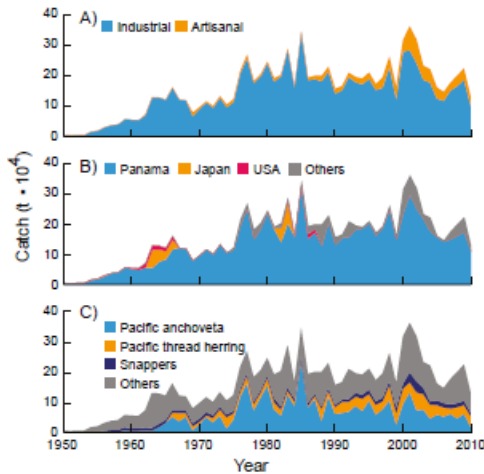 A)
Industrial Artisanal
40
30
20
10
0
B)
Panama Japan USA Others
40
30
20
10
0
Catch (t · 10⁴)
C)
Pacific anchoveta
Pacific thread herring
Snappers
Others
40
30
20
10
0
1950 1960 1970 1980 1990 2000 2010
Year